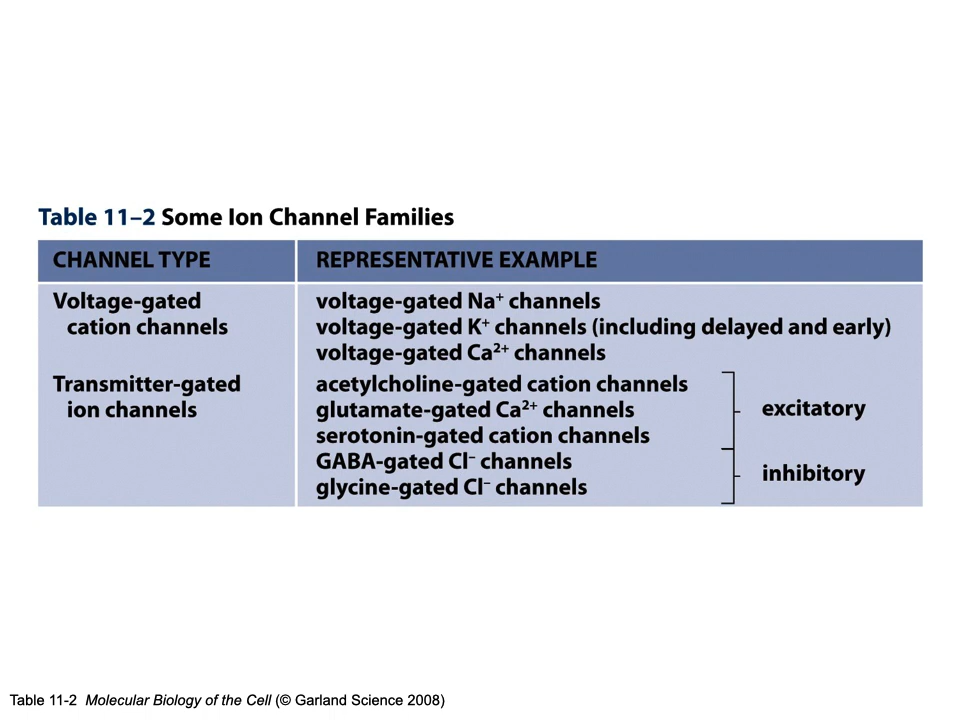 Table 11–2 Some Ion Channel Families
CHANNEL TYPE
REPRESENTATIVE EXAMPLE
Voltage-gated
cation channels
voltage-gated Na⁺ channels
voltage-gated K⁺ channels (including delayed and early)
voltage-gated Ca²⁺ channels
Transmitter-gated
ion channels
acetylcholine-gated cation channels
glutamate-gated Ca²⁺ channels
serotonin-gated cation channels
excitatory
GABA-gated Cl⁻ channels
glycine-gated Cl⁻ channels
inhibitory
Table 11-2 Molecular Biology of the Cell (© Garland Science 2008)